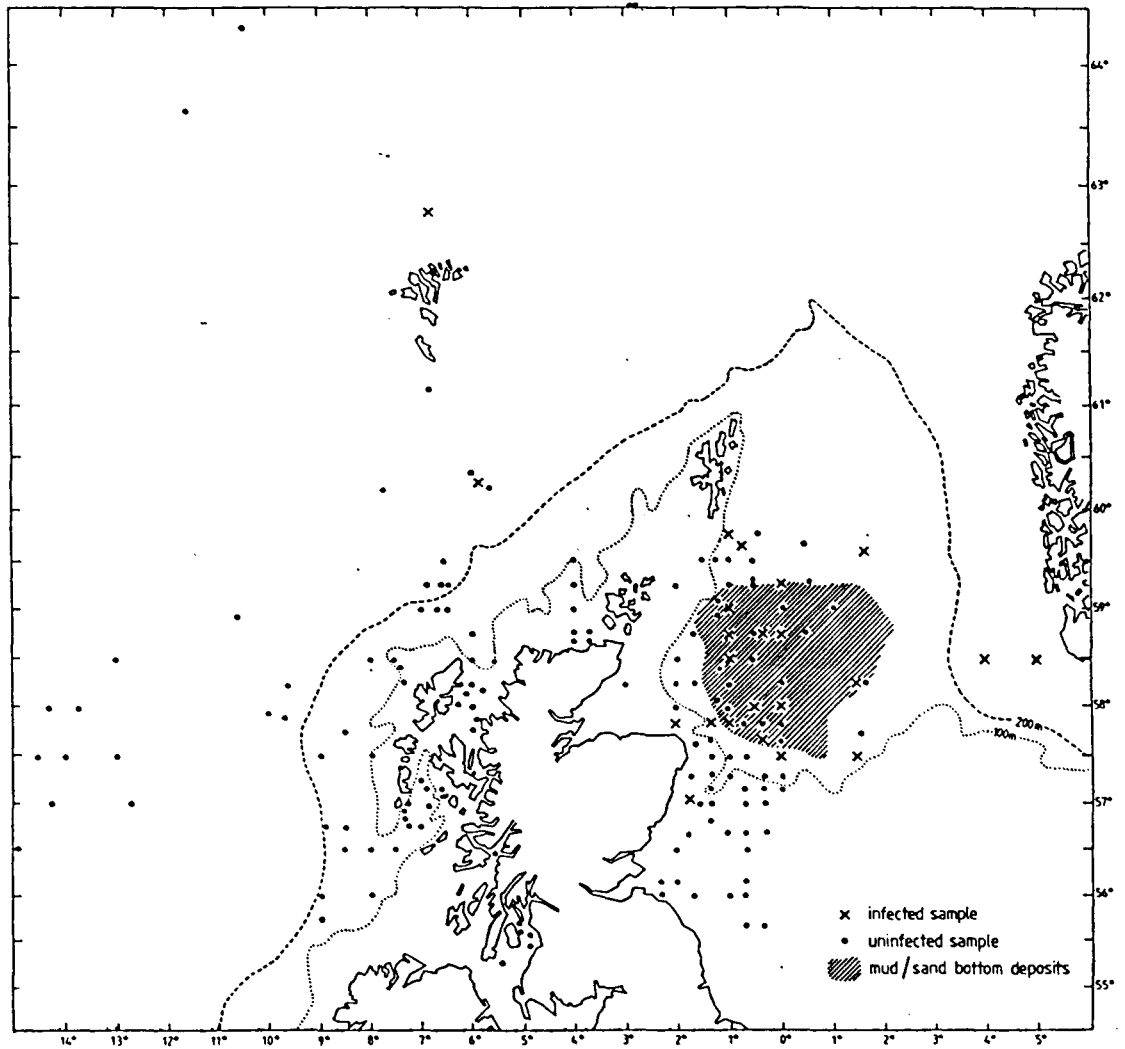 64°
63°
62°
61°
60°
59°
58°
200m
100m
57°
56°
× infected sample
• uninfected sample
mud/sand bottom deposits
55°
14° 13° 12° 11° 10° 9° 8° 7° 6° 5° 4° 3° 2° 1° 0° 1° 2° 3° 4° 5°